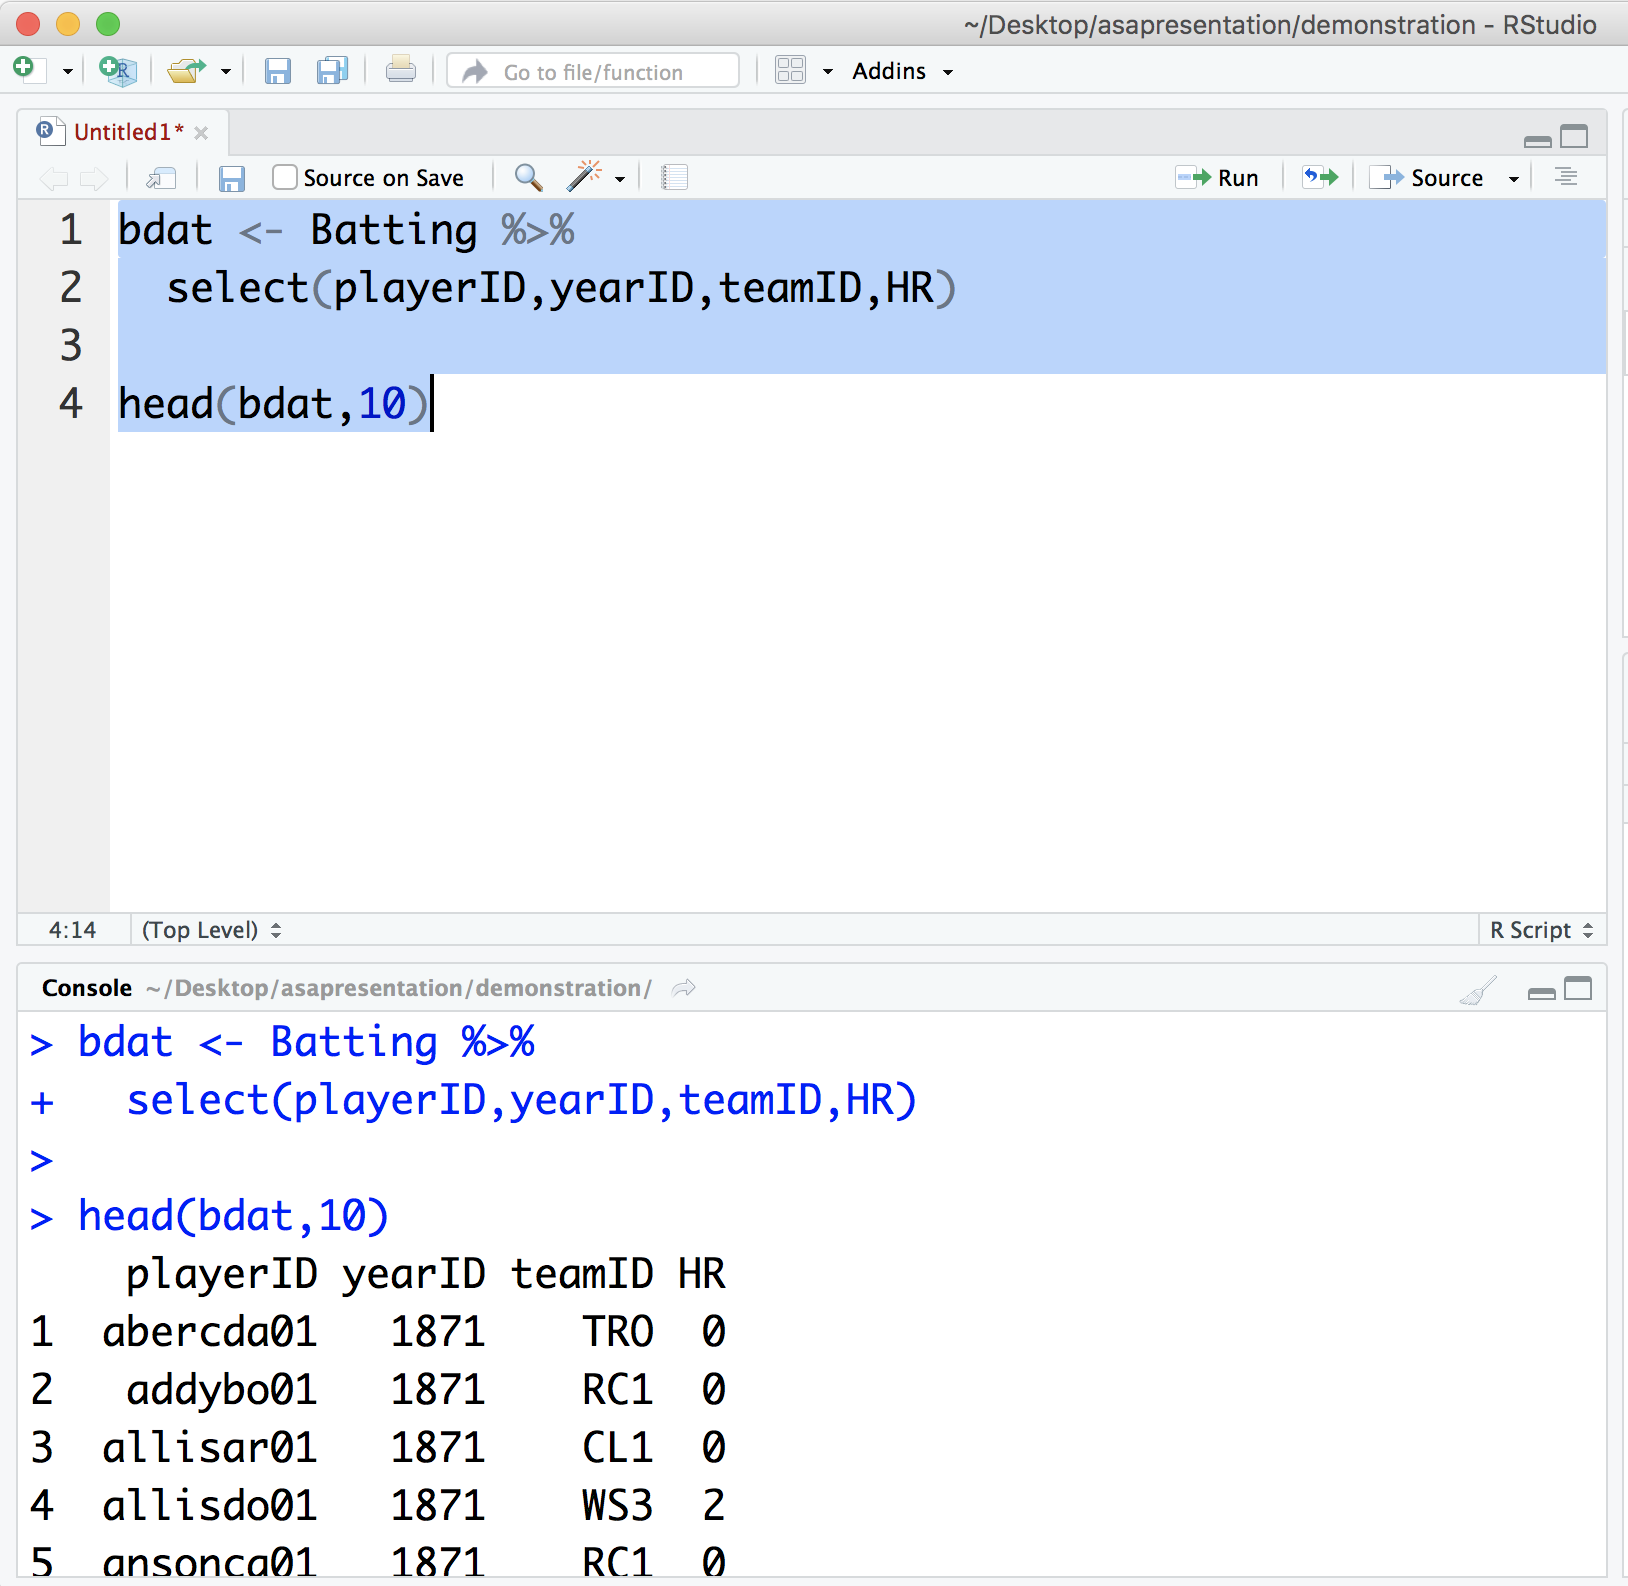 ~/Desktop/asapresentation/demonstration - RStudio
Go to file/function
Addins
Untitled1*
Source on Save
Run
Source
1 bdat <- Batting %>%
2   select(playerID,yearID,teamID,HR)
3
4 head(bdat,10)
4:14 (Top Level) R Script
Console ~/Desktop/asapresentation/demonstration/
> bdat <- Batting %>%
+   select(playerID,yearID,teamID,HR)
>
> head(bdat,10)
    playerID yearID teamID HR
1  abercda01   1871    TRO  0
2   addybo01   1871    RC1  0
3  allisar01   1871    CL1  0
4  allisdo01   1871    WS3  2
5  ansonca01   1871    RC1  0